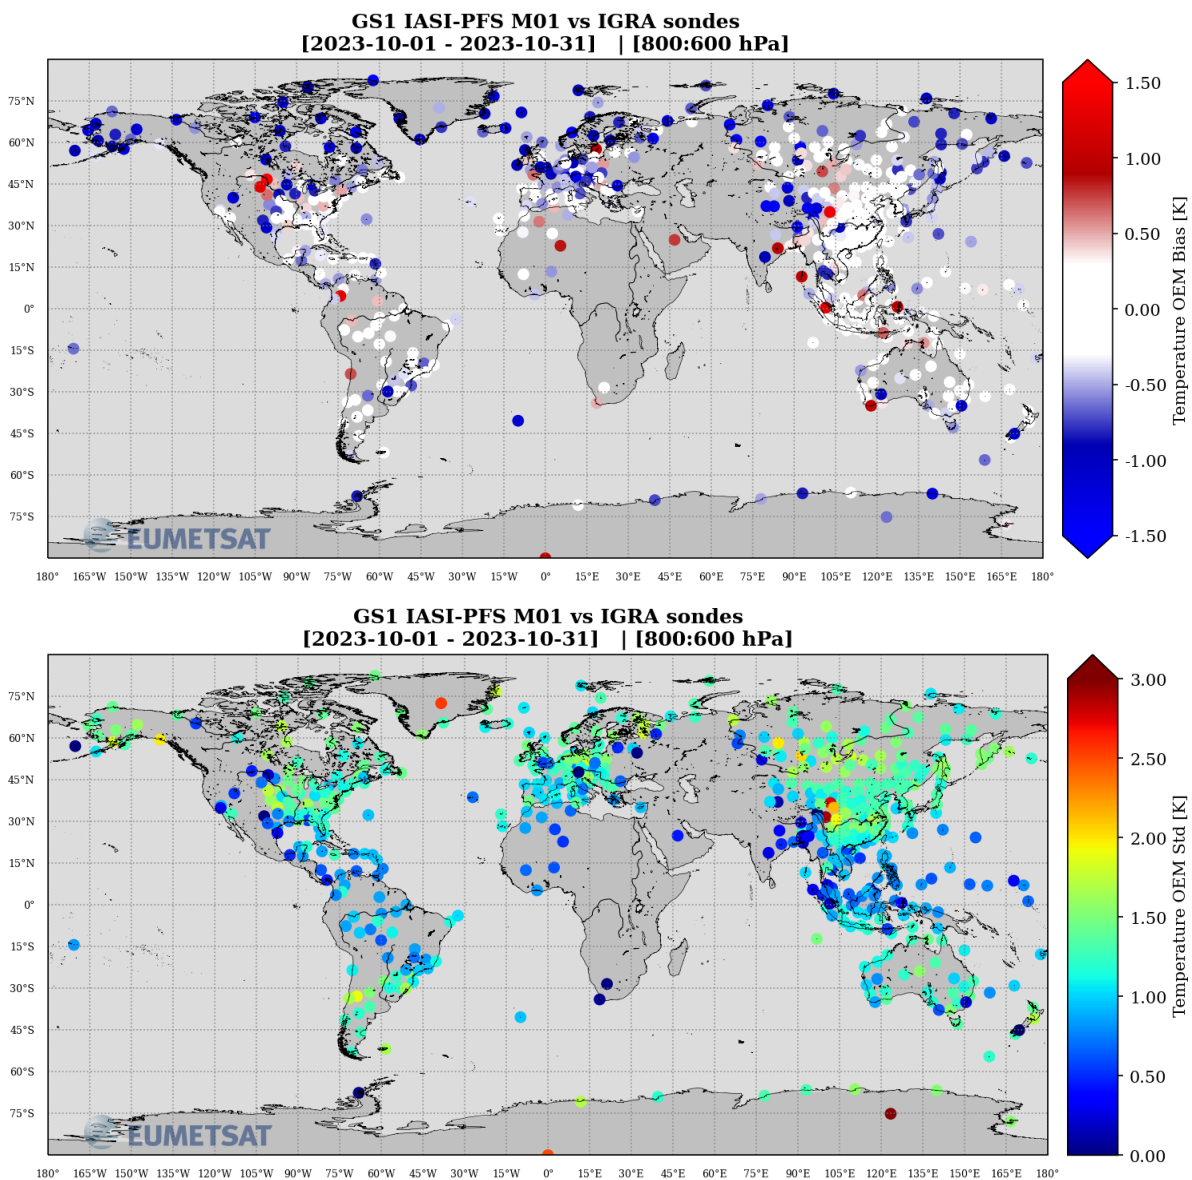 GS1 IASI-PFS M01 vs IGRA sondes
[2023-10-01 - 2023-10-31] | [800:600 hPa]
75°N
60°N
45°N
30°N
15°N
0°
15°S
30°S
45°S
60°S
75°S
EUMETSAT
180° 165°W 150°W 135°W 120°W 105°W 90°W 75°W 60°W 45°W 30°W 15°W 0° 15°E 30°E 45°E 60°E 75°E 90°E 105°E 120°E 135°E 150°E 165°E 180°
1.50
1.00
0.50
0.00
-0.50
-1.00
-1.50
Temperature OEM Bias [K]
GS1 IASI-PFS M01 vs IGRA sondes
[2023-10-01 - 2023-10-31] | [800:600 hPa]
75°N
60°N
45°N
30°N
15°N
0°
15°S
30°S
45°S
60°S
75°S
EUMETSAT
180° 165°W 150°W 135°W 120°W 105°W 90°W 75°W 60°W 45°W 30°W 15°W 0° 15°E 30°E 45°E 60°E 75°E 90°E 105°E 120°E 135°E 150°E 165°E 180°
3.00
2.50
2.00
1.50
1.00
0.50
0.00
Temperature OEM Std [K]